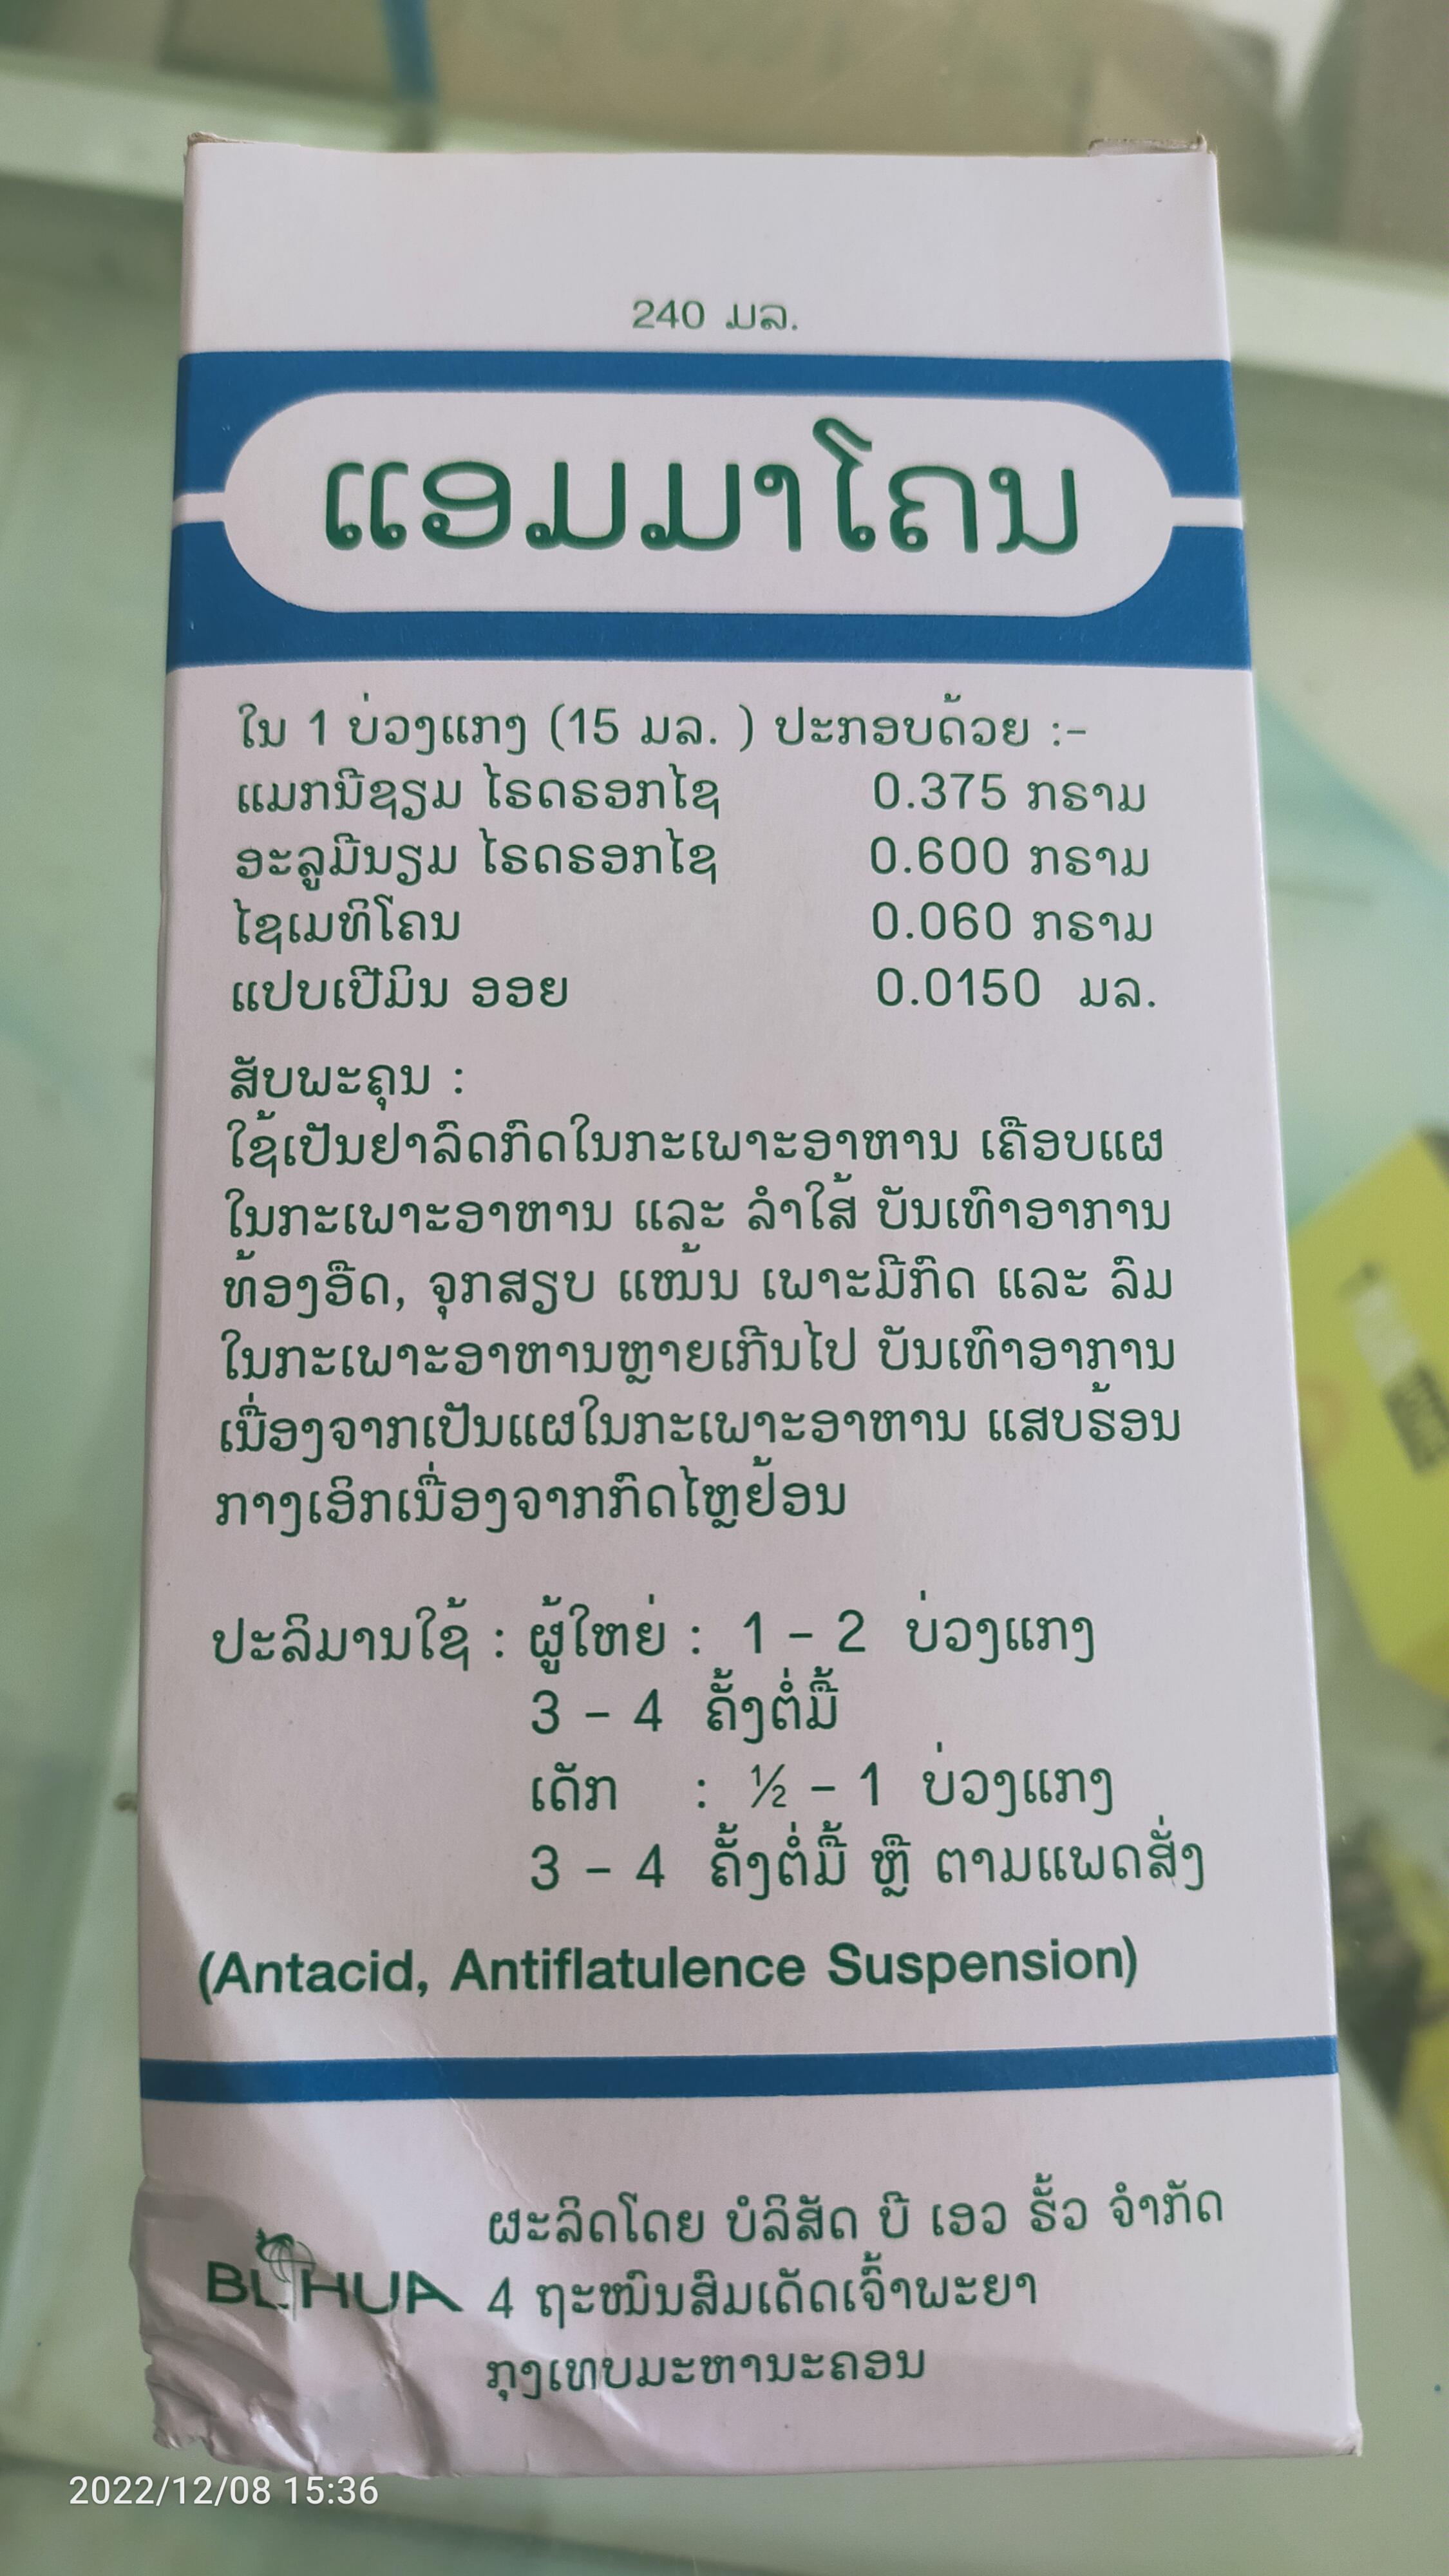 240 ມລ.
ແອມມາໂຄນ
ໃນ 1 ບ່ວງແກງ (15 ມລ. ) ປະກອບດ້ວຍ :-
ແມກນີຊຽມ ໄຮດຮອກໄຊ 0.375 ກຣາມ
ອະລູມີນຽມ ໄຮດຮອກໄຊ 0.600 ກຣາມ
ໄຊເມທິໂຄນ 0.060 ກຣາມ
ແປບເປີມິນ ອອຍ 0.0150 ມລ.
ສັບພະຄຸນ :
ໃຊ້ເປັນຢາລົດກົດໃນກະເພາະອາຫານ ເຄືອບແຜ
ໃນກະເພາະອາຫານ ແລະ ລຳໃສ້ ບັນເທົາອາການ
ທ້ອງອືດ, ຈຸກສຽບ ແໜ້ນ ເພາະມີກົດ ແລະ ລົມ
ໃນກະເພາະອາຫານຫຼາຍເກີນໄປ ບັນເທົາອາການ
ເນື່ອງຈາກເປັນແຜໃນກະເພາະອາຫານ ແສບຮ້ອນ
ກາງເອິກເນື່ອງຈາກກົດໄຫຼຢ້ອນ
ປະລິມານໃຊ້ : ຜູ້ໃຫຍ່ : 1 - 2 ບ່ວງແກງ
3 - 4 ຄັ້ງຕໍ່ມື້
ເດັກ : ½ - 1 ບ່ວງແກງ
3 - 4 ຄັ້ງຕໍ່ມື້ ຫຼື ຕາມແພດສັ່ງ
(Antacid, Antiflatulence Suspension)
ຜະລິດໂດຍ ບໍລິສັດ ບີ ເອວ ຮັ້ວ ຈຳກັດ
BLHUA 4 ຖະໜົນສົມເດັດເຈົ້າພະຍາ
ກຸງເທບມະຫານະຄອນ
2022/12/08 15:36